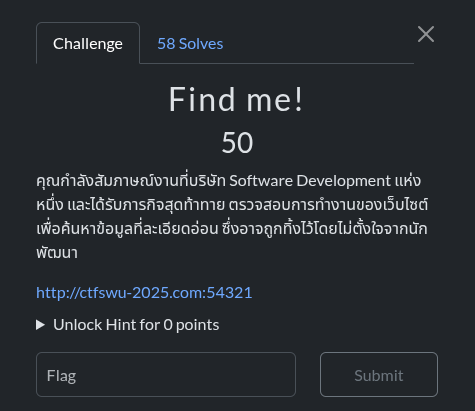 Challenge
58 Solves
Find me!
50
คุณกำลังสัมภาษณ์งานที่บริษัท Software Development แห่ง
หนึ่ง และได้รับภารกิจสุดท้าทาย ตรวจสอบการทำงานของเว็บไซต์
เพื่อค้นหาข้อมูลที่ละเอียดอ่อน ซึ่งอาจถูกทิ้งไว้โดยไม่ตั้งใจจากนัก
พัฒนา
http://ctfswu-2025.com:54321
Unlock Hint for 0 points
Flag
Submit